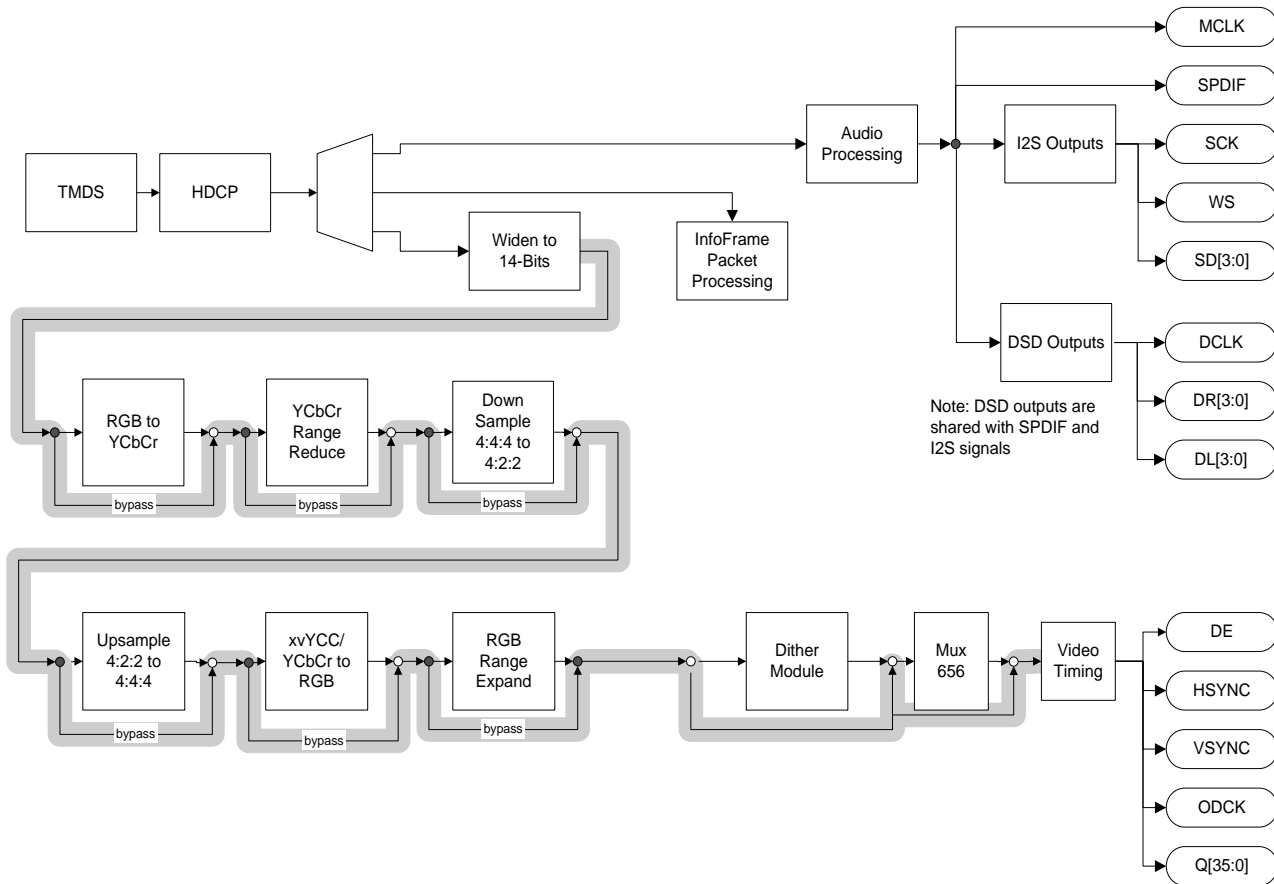 MCLK
SPDIF
Audio
Processing
I2S Outputs
SCK
TMDS
HDCP
WS
Widen to
14-Bits
InfoFrame
Packet
Processing
SD[3:0]
DSD Outputs
DCLK
DR[3:0]
DL[3:0]
Note: DSD outputs are
shared with SPDIF and
I2S signals
RGB to
YCbCr
bypass
YCbCr
Range
Reduce
bypass
Down
Sample
4:4:4 to
4:2:2
bypass
Upsample
4:2:2 to
4:4:4
bypass
xvYCC/
YCbCr to
RGB
bypass
RGB
Range
Expand
bypass
Dither
Module
Mux
656
Video
Timing
DE
HSYNC
VSYNC
ODCK
Q[35:0]